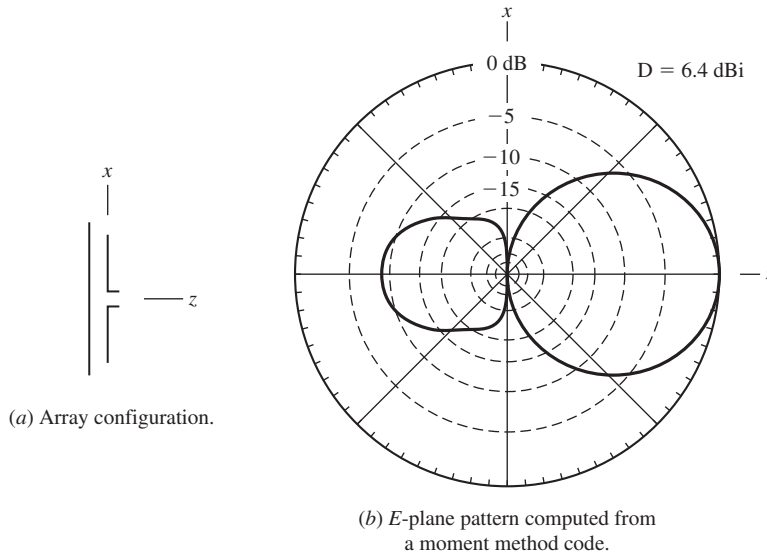 x
0 dB
D = 6.4 dBi
−5
−10
−15
x
z
(a) Array configuration.
(b) E-plane pattern computed from
a moment method code.